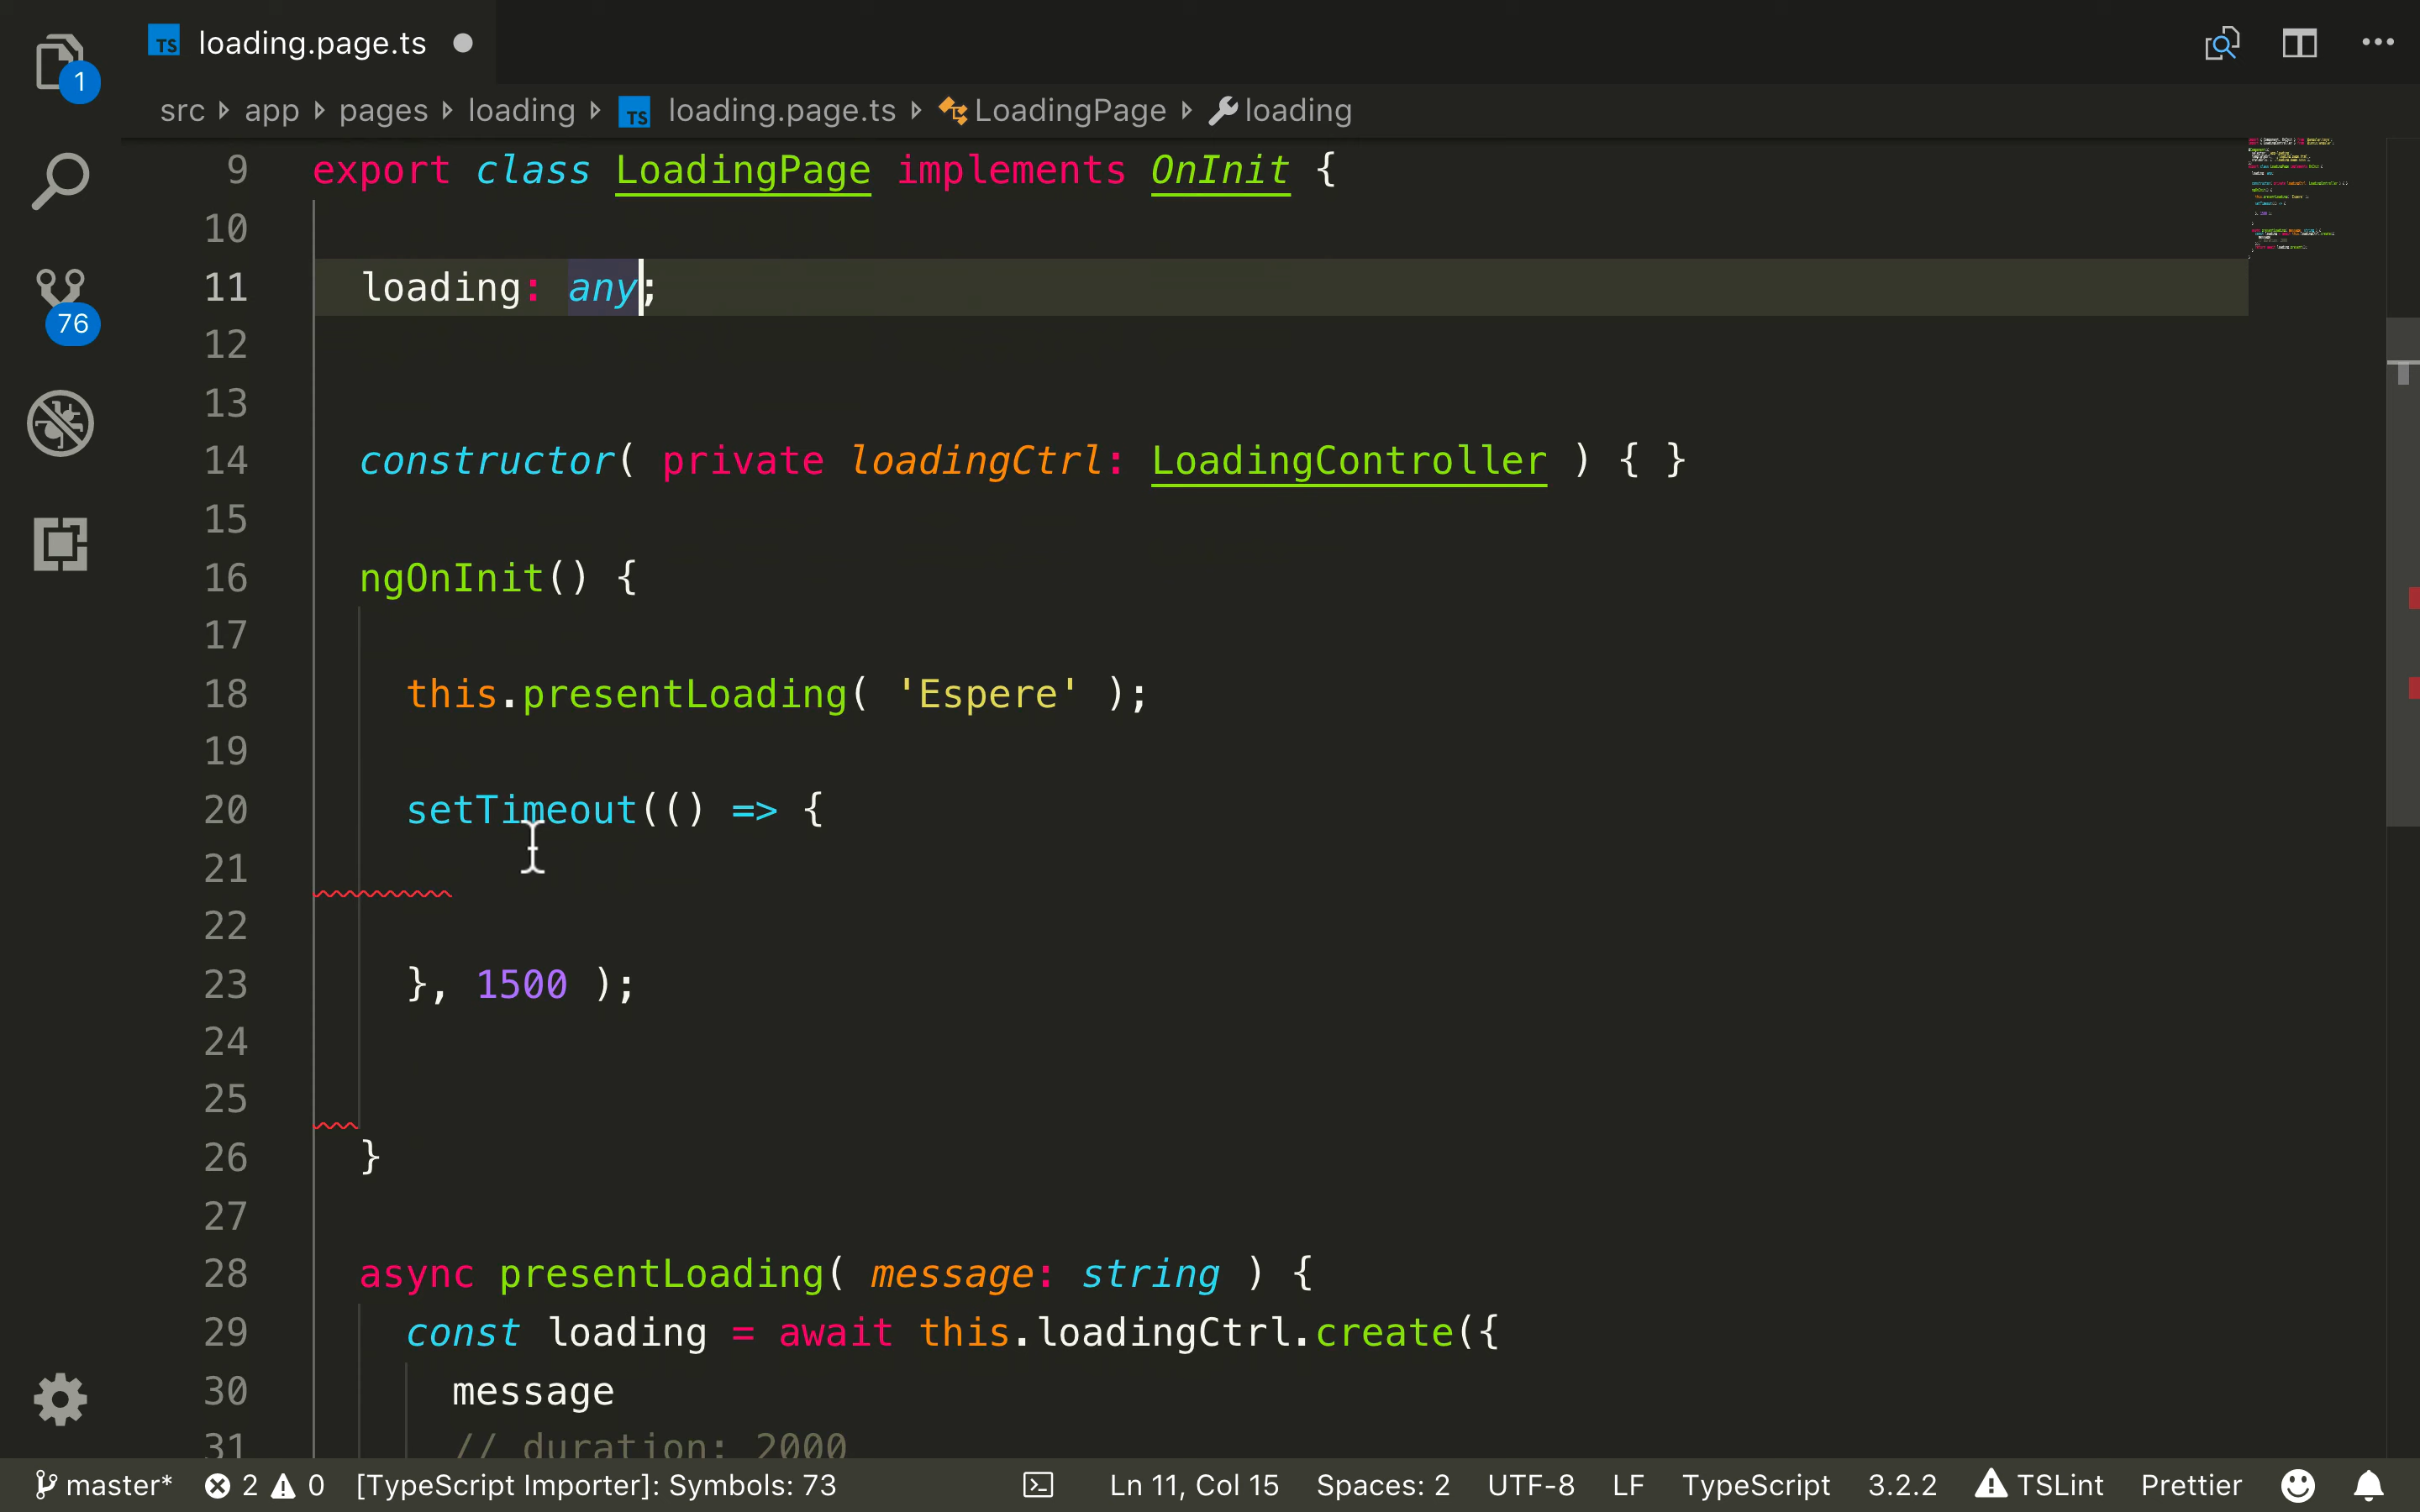 TS loading.page.ts
1
src app pages loading TS loading.page.ts LoadingPage loading
9 export class LoadingPage implements OnInit {
10
11 loading: any;
12
13
14 constructor( private loadingCtrl: LoadingController ) { }
15
16 ngOnInit() {
17
18 this.presentLoading( 'Espere' );
19
20 setTimeout(() => {
21
22
23 }, 1500 );
24
25
26 }
27
28 async presentLoading( message: string ) {
29 const loading = await this.loadingCtrl.create({
30 message
31 // duration: 2000
76
master* 2 0 [TypeScript Importer]: Symbols: 73 Ln 11, Col 15 Spaces: 2 UTF-8 LF TypeScript 3.2.2 TSLint Prettier